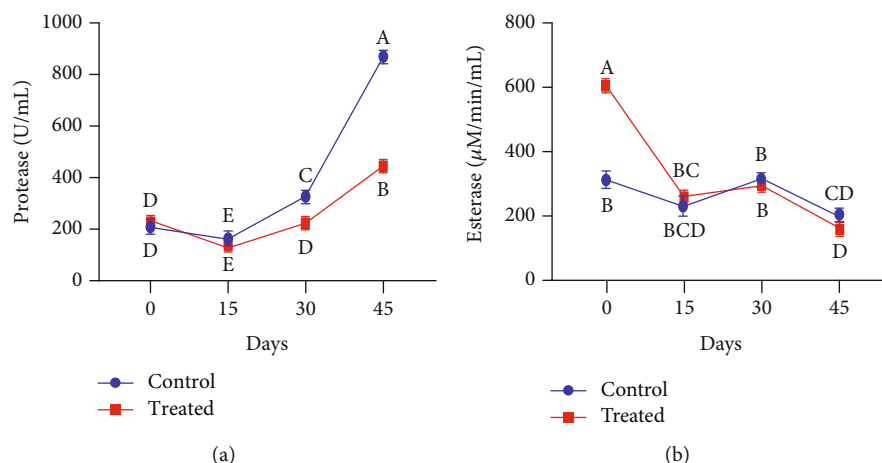 Protease (U/mL)
1000
800
600
400
200
0
A
D
E
C
B
D
E
D
0 15 30 45
Days
Control
Treated
(a)
Esterase (µM/min/mL)
800
600
400
200
0
A
BC
B
CD
B
BCD
B
D
0 15 30 45
Days
Control
Treated
(b)